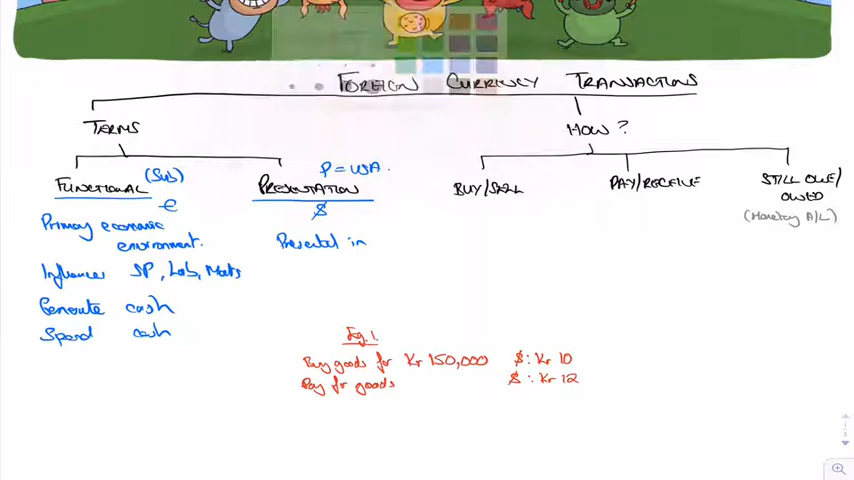 FOREIGN CURRENCY TRANSACTIONS
TERMS
HOW?
FUNCTIONAL (Sub)
€
Primary economic
environment.
Influences SP, Lab, Mats
Generate cash
Spend cash
P = USA.
PRESENTATION
$
Presented in
BUY/SELL
PAY/RECEIVE
STILL OWE/
OWED
(Monetary A/L)
Eg.1.
Buy goods for Kr 150,000 $: Kr 10
Pay for goods $: Kr 12